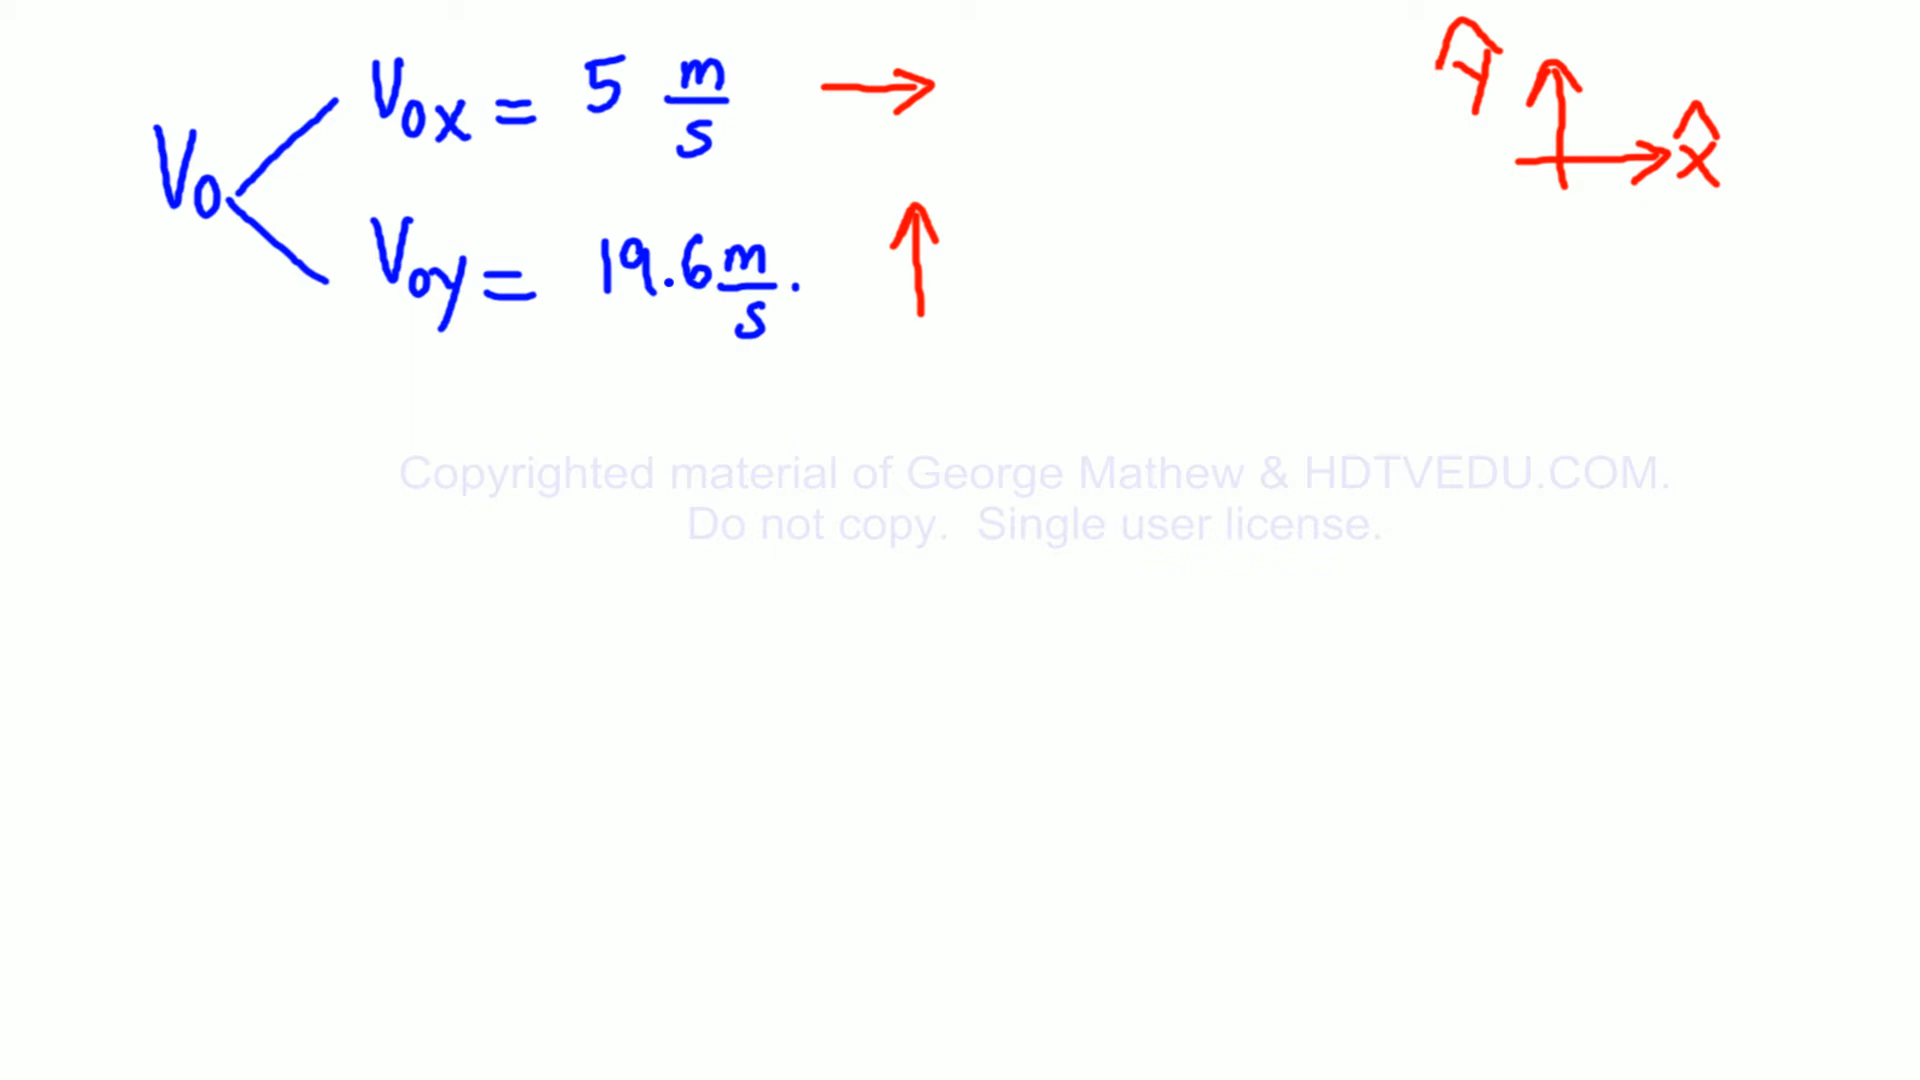 V₀ V₀ₓ = 5 m/s →
V₀y = 19.6 m/s. ↑
ŷ
x̂
Copyrighted material of George Mathew & HDTVEDU.COM.
Do not copy. Single user license.